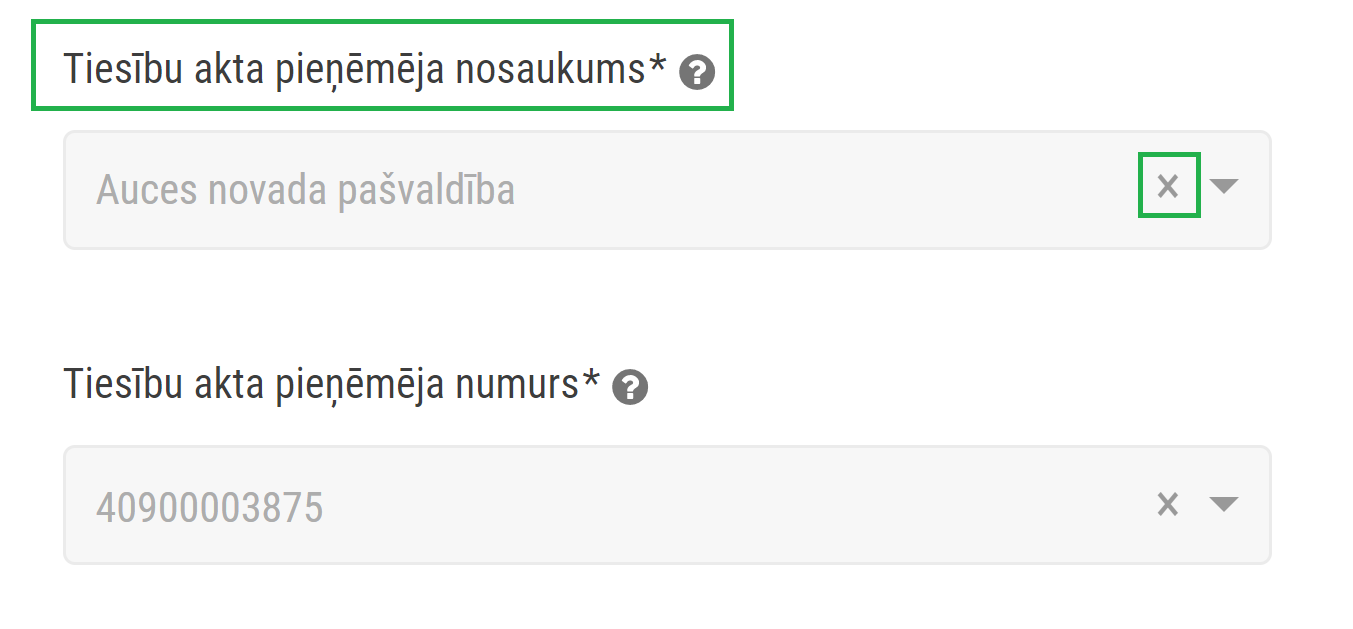 Tiesību akta pieņēmēja nosaukums* ?
Auces novada pašvaldība
Tiesību akta pieņēmēja numurs* ?
40900003875